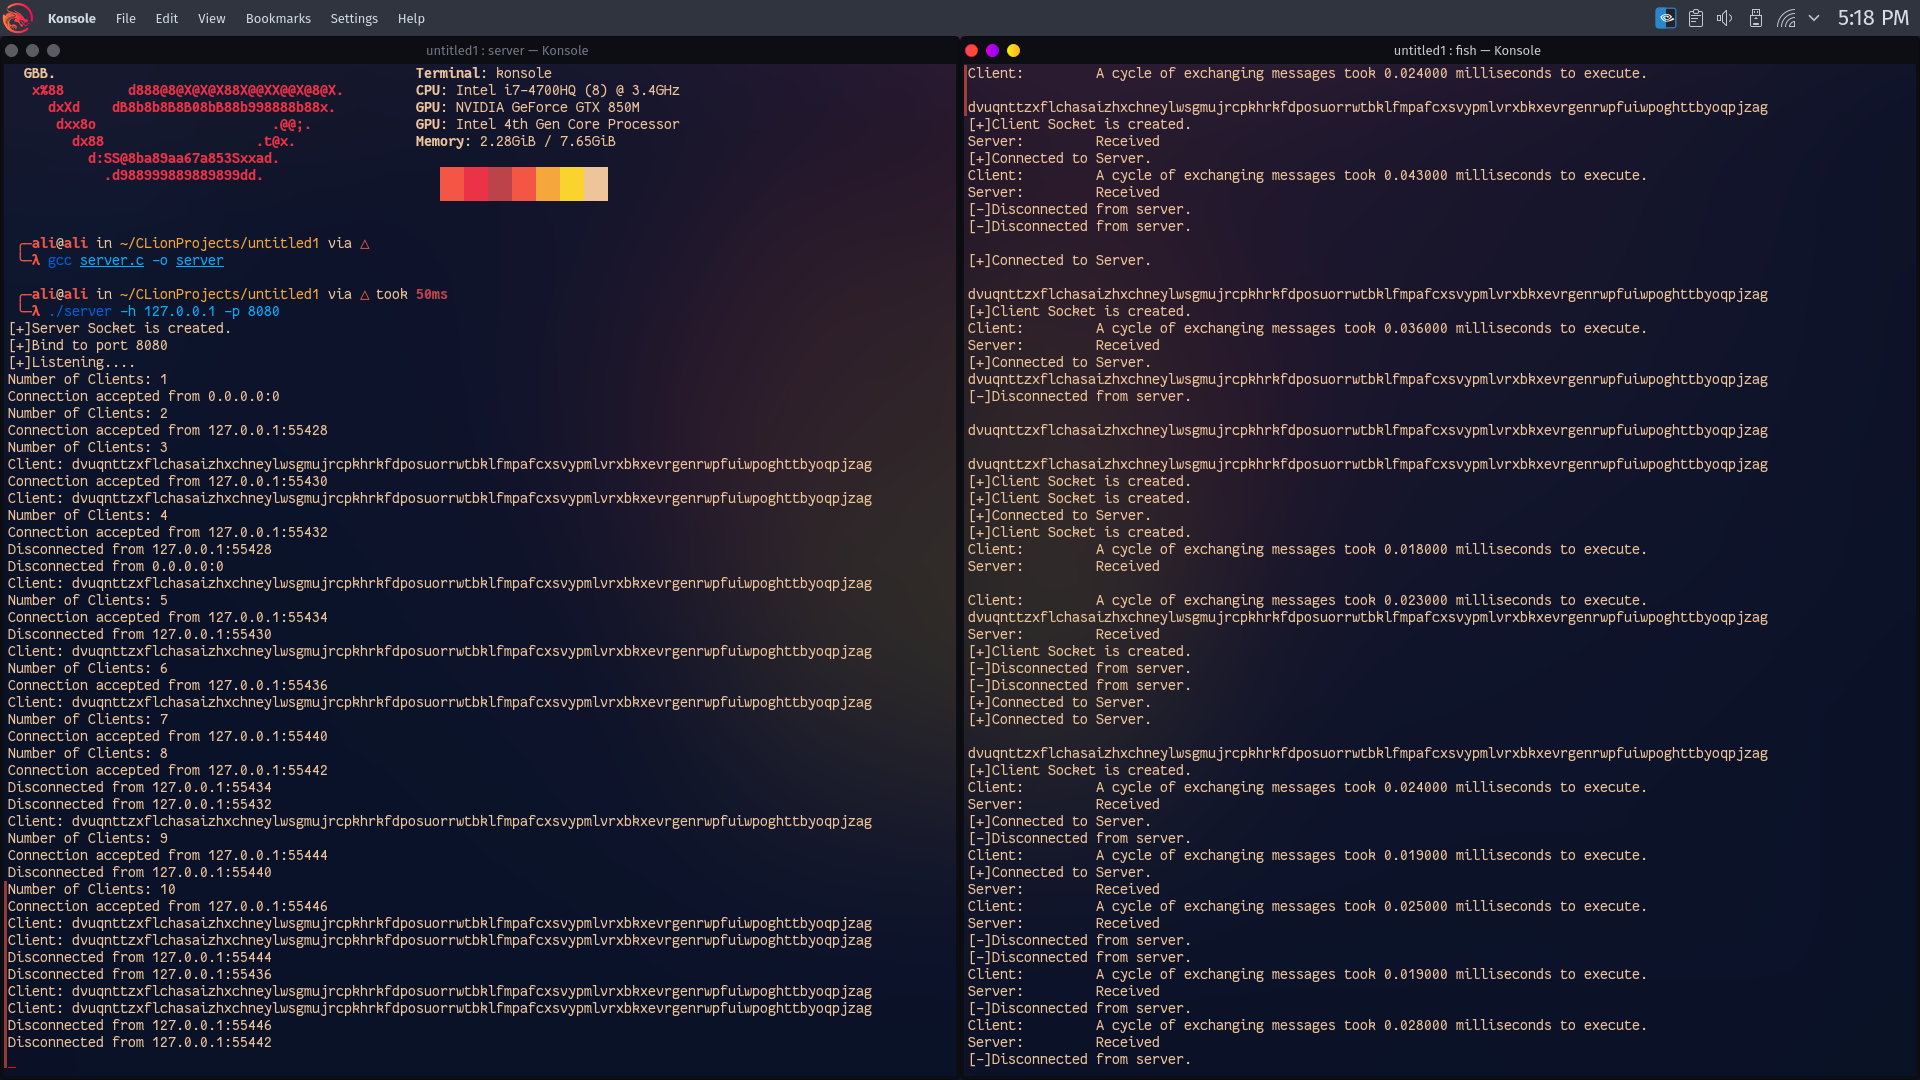 Konsole File Edit View Bookmarks Settings Help 5:18 PM
untitled1 : server — Konsole
GBB.
x%88 d888@8@X@X@X88X@@XX@@X@8@X.
dxXd dB8b8b8B8B08bB88b998888b88x.
dxx8o .@@;.
dx88 .t@x.
d:SS@8ba89aa67a853Sxxad.
.d988999889889899dd.
Terminal: konsole
CPU: Intel i7-4700HQ (8) @ 3.4GHz
GPU: NVIDIA GeForce GTX 850M
GPU: Intel 4th Gen Core Processor
Memory: 2.28GiB / 7.65GiB
╭─ali@ali in ~/CLionProjects/untitled1 via △
╰─λ gcc server.c -o server
╭─ali@ali in ~/CLionProjects/untitled1 via △ took 50ms
╰─λ ./server -h 127.0.0.1 -p 8080
[+]Server Socket is created.
[+]Bind to port 8080
[+]Listening....
Number of Clients: 1
Connection accepted from 0.0.0.0:0
Number of Clients: 2
Connection accepted from 127.0.0.1:55428
Number of Clients: 3
Client: dvuqnttzxflchasaizhxchneylwsgmujrcpkhrkfdposuorrwtbklfmpafcxsvypmlvrxbkxevrgenrwpfuiwpoghttbyoqpjzag
Connection accepted from 127.0.0.1:55430
Client: dvuqnttzxflchasaizhxchneylwsgmujrcpkhrkfdposuorrwtbklfmpafcxsvypmlvrxbkxevrgenrwpfuiwpoghttbyoqpjzag
Number of Clients: 4
Connection accepted from 127.0.0.1:55432
Disconnected from 127.0.0.1:55428
Disconnected from 0.0.0.0:0
Client: dvuqnttzxflchasaizhxchneylwsgmujrcpkhrkfdposuorrwtbklfmpafcxsvypmlvrxbkxevrgenrwpfuiwpoghttbyoqpjzag
Number of Clients: 5
Connection accepted from 127.0.0.1:55434
Disconnected from 127.0.0.1:55430
Client: dvuqnttzxflchasaizhxchneylwsgmujrcpkhrkfdposuorrwtbklfmpafcxsvypmlvrxbkxevrgenrwpfuiwpoghttbyoqpjzag
Number of Clients: 6
Connection accepted from 127.0.0.1:55436
Client: dvuqnttzxflchasaizhxchneylwsgmujrcpkhrkfdposuorrwtbklfmpafcxsvypmlvrxbkxevrgenrwpfuiwpoghttbyoqpjzag
Number of Clients: 7
Connection accepted from 127.0.0.1:55440
Number of Clients: 8
Connection accepted from 127.0.0.1:55442
Disconnected from 127.0.0.1:55434
Disconnected from 127.0.0.1:55432
Client: dvuqnttzxflchasaizhxchneylwsgmujrcpkhrkfdposuorrwtbklfmpafcxsvypmlvrxbkxevrgenrwpfuiwpoghttbyoqpjzag
Number of Clients: 9
Connection accepted from 127.0.0.1:55444
Disconnected from 127.0.0.1:55440
Number of Clients: 10
Connection accepted from 127.0.0.1:55446
Client: dvuqnttzxflchasaizhxchneylwsgmujrcpkhrkfdposuorrwtbklfmpafcxsvypmlvrxbkxevrgenrwpfuiwpoghttbyoqpjzag
Client: dvuqnttzxflchasaizhxchneylwsgmujrcpkhrkfdposuorrwtbklfmpafcxsvypmlvrxbkxevrgenrwpfuiwpoghttbyoqpjzag
Disconnected from 127.0.0.1:55444
Disconnected from 127.0.0.1:55436
Client: dvuqnttzxflchasaizhxchneylwsgmujrcpkhrkfdposuorrwtbklfmpafcxsvypmlvrxbkxevrgenrwpfuiwpoghttbyoqpjzag
Client: dvuqnttzxflchasaizhxchneylwsgmujrcpkhrkfdposuorrwtbklfmpafcxsvypmlvrxbkxevrgenrwpfuiwpoghttbyoqpjzag
Disconnected from 127.0.0.1:55446
Disconnected from 127.0.0.1:55442
untitled1 : fish — Konsole
Client: A cycle of exchanging messages took 0.024000 milliseconds to execute.
dvuqnttzxflchasaizhxchneylwsgmujrcpkhrkfdposuorrwtbklfmpafcxsvypmlvrxbkxevrgenrwpfuiwpoghttbyoqpjzag
[+]Client Socket is created.
Server: Received
[+]Connected to Server.
Client: A cycle of exchanging messages took 0.043000 milliseconds to execute.
Server: Received
[-]Disconnected from server.
[-]Disconnected from server.
[+]Connected to Server.
dvuqnttzxflchasaizhxchneylwsgmujrcpkhrkfdposuorrwtbklfmpafcxsvypmlvrxbkxevrgenrwpfuiwpoghttbyoqpjzag
[+]Client Socket is created.
Client: A cycle of exchanging messages took 0.036000 milliseconds to execute.
Server: Received
[+]Connected to Server.
dvuqnttzxflchasaizhxchneylwsgmujrcpkhrkfdposuorrwtbklfmpafcxsvypmlvrxbkxevrgenrwpfuiwpoghttbyoqpjzag
[-]Disconnected from server.
dvuqnttzxflchasaizhxchneylwsgmujrcpkhrkfdposuorrwtbklfmpafcxsvypmlvrxbkxevrgenrwpfuiwpoghttbyoqpjzag
dvuqnttzxflchasaizhxchneylwsgmujrcpkhrkfdposuorrwtbklfmpafcxsvypmlvrxbkxevrgenrwpfuiwpoghttbyoqpjzag
[+]Client Socket is created.
[+]Client Socket is created.
[+]Connected to Server.
[+]Client Socket is created.
Client: A cycle of exchanging messages took 0.018000 milliseconds to execute.
Server: Received
Client: A cycle of exchanging messages took 0.023000 milliseconds to execute.
dvuqnttzxflchasaizhxchneylwsgmujrcpkhrkfdposuorrwtbklfmpafcxsvypmlvrxbkxevrgenrwpfuiwpoghttbyoqpjzag
Server: Received
[+]Client Socket is created.
[-]Disconnected from server.
[-]Disconnected from server.
[+]Connected to Server.
[+]Connected to Server.
dvuqnttzxflchasaizhxchneylwsgmujrcpkhrkfdposuorrwtbklfmpafcxsvypmlvrxbkxevrgenrwpfuiwpoghttbyoqpjzag
[+]Client Socket is created.
Client: A cycle of exchanging messages took 0.024000 milliseconds to execute.
Server: Received
[+]Connected to Server.
[-]Disconnected from server.
Client: A cycle of exchanging messages took 0.019000 milliseconds to execute.
[+]Connected to Server.
Server: Received
Client: A cycle of exchanging messages took 0.025000 milliseconds to execute.
Server: Received
[-]Disconnected from server.
[-]Disconnected from server.
Client: A cycle of exchanging messages took 0.019000 milliseconds to execute.
Server: Received
[-]Disconnected from server.
Client: A cycle of exchanging messages took 0.028000 milliseconds to execute.
Server: Received
[-]Disconnected from server.